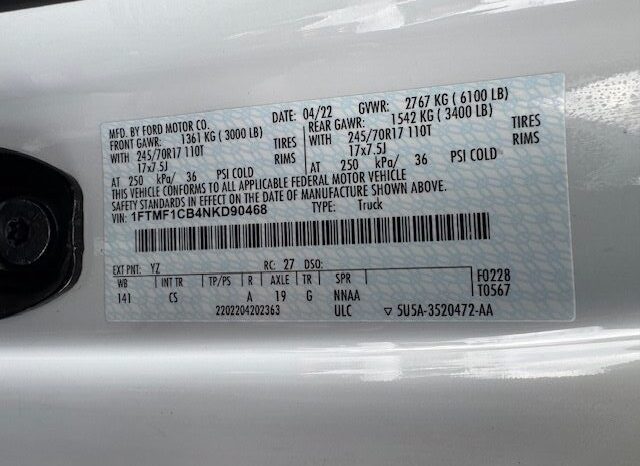 MFD. BY FORD MOTOR CO. DATE: 04/22 GVWR: 2767 KG ( 6100 LB)
FRONT GAWR: 1361 KG ( 3000 LB) REAR GAWR: 1542 KG ( 3400 LB)
WITH 245/70R17 110T TIRES WITH 245/70R17 110T TIRES
17x7.5J RIMS 17x7.5J RIMS
AT 250 kPa/ 36 PSI COLD AT 250 kPa/ 36 PSI COLD
THIS VEHICLE CONFORMS TO ALL APPLICABLE FEDERAL MOTOR VEHICLE
SAFETY STANDARDS IN EFFECT ON THE DATE OF MANUFACTURE SHOWN ABOVE.
VIN: 1FTMF1CB4NKD90468 TYPE: Truck
EXT PNT: YZ RC: 27 DSO: F0228
WB INT TR TP/PS R AXLE TR SPR T0567
141 CS A 19 G NNAA
2202204202363 ULC ▽ 5U5A-3520472-AA